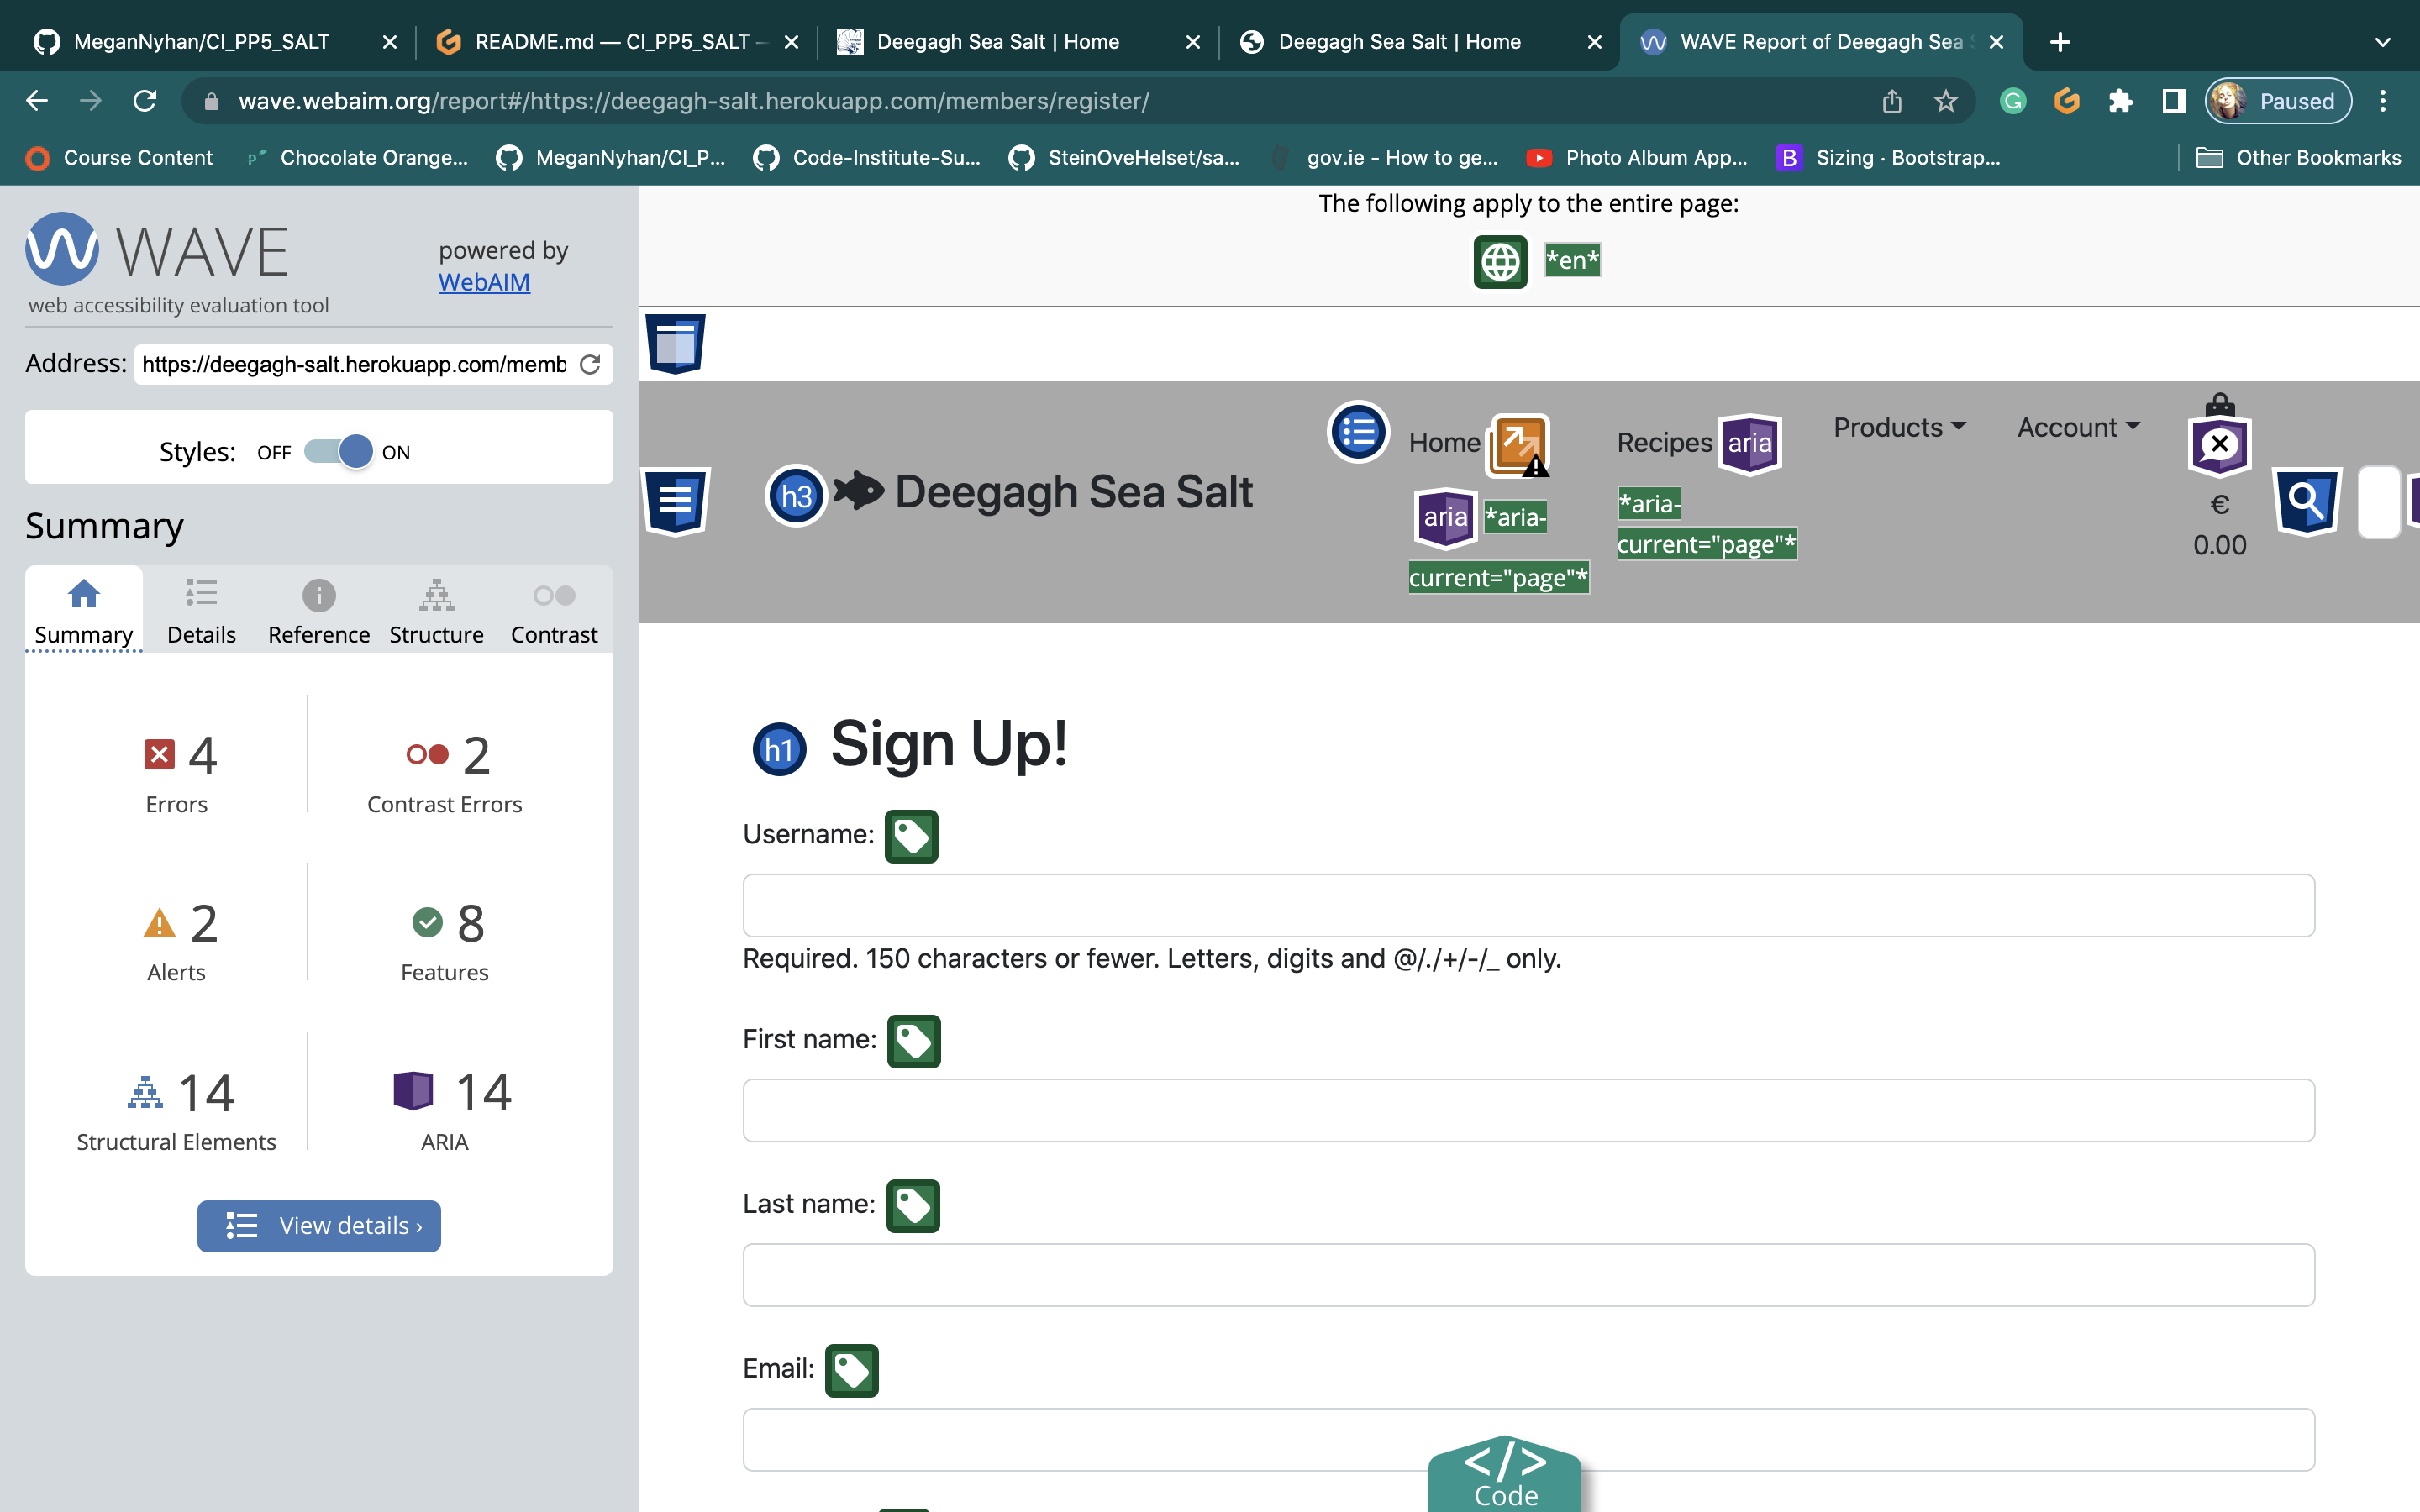 MeganNyhan/CI_PP5_SALT
README.md — CI_PP5_SALT –
Deegagh Sea Salt | Home
Deegagh Sea Salt | Home
WAVE Report of Deegagh Sea
wave.webaim.org/report#/https://deegagh-salt.herokuapp.com/members/register/
Paused
Course Content
Chocolate Orange...
MeganNyhan/CI_P...
Code-Institute-Su...
SteinOveHelset/sa...
gov.ie - How to ge...
Photo Album App...
B
Sizing · Bootstrap...
Other Bookmarks
WAVE
web accessibility evaluation tool
powered by
WebAIM
Address: https://deegagh-salt.herokuapp.com/memb
Styles: OFF ON
Summary
Summary
Details
Reference
Structure
Contrast
4
Errors
2
Contrast Errors
2
Alerts
8
Features
14
Structural Elements
14
ARIA
View details ›
The following apply to the entire page:
*en*
h3
Deegagh Sea Salt
Home
aria *aria-
current="page"*
Recipes aria
*aria-
current="page"*
Products
Account
€
0.00
h1 Sign Up!
Username:
Required. 150 characters or fewer. Letters, digits and @/./+/-/_ only.
First name:
Last name:
Email:
</>
Code